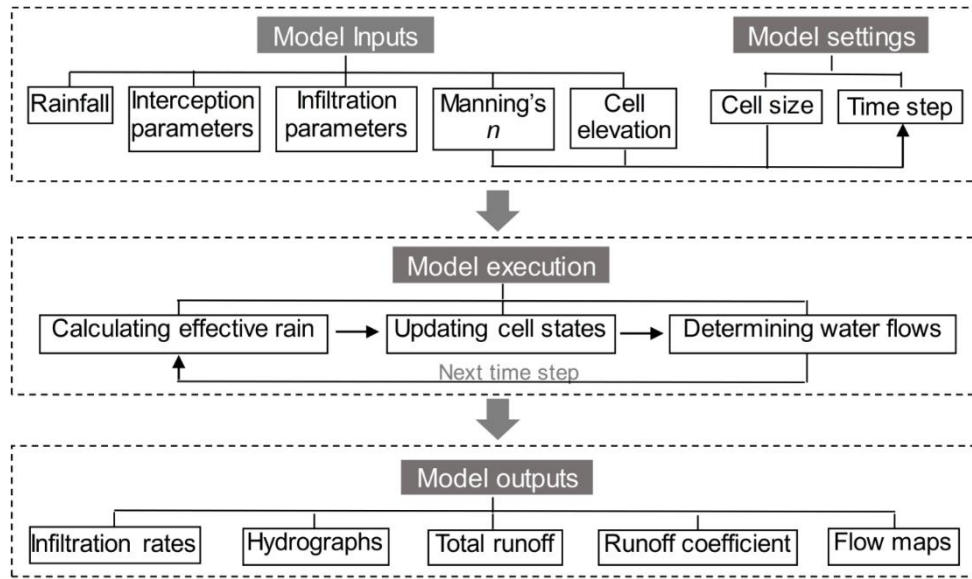 Model Inputs
Model settings
Rainfall
Interception
parameters
Infiltration
parameters
Manning's
n
Cell
elevation
Cell size
Time step
Model execution
Calculating effective rain
Updating cell states
Determining water flows
Next time step
Model outputs
Infiltration rates
Hydrographs
Total runoff
Runoff coefficient
Flow maps